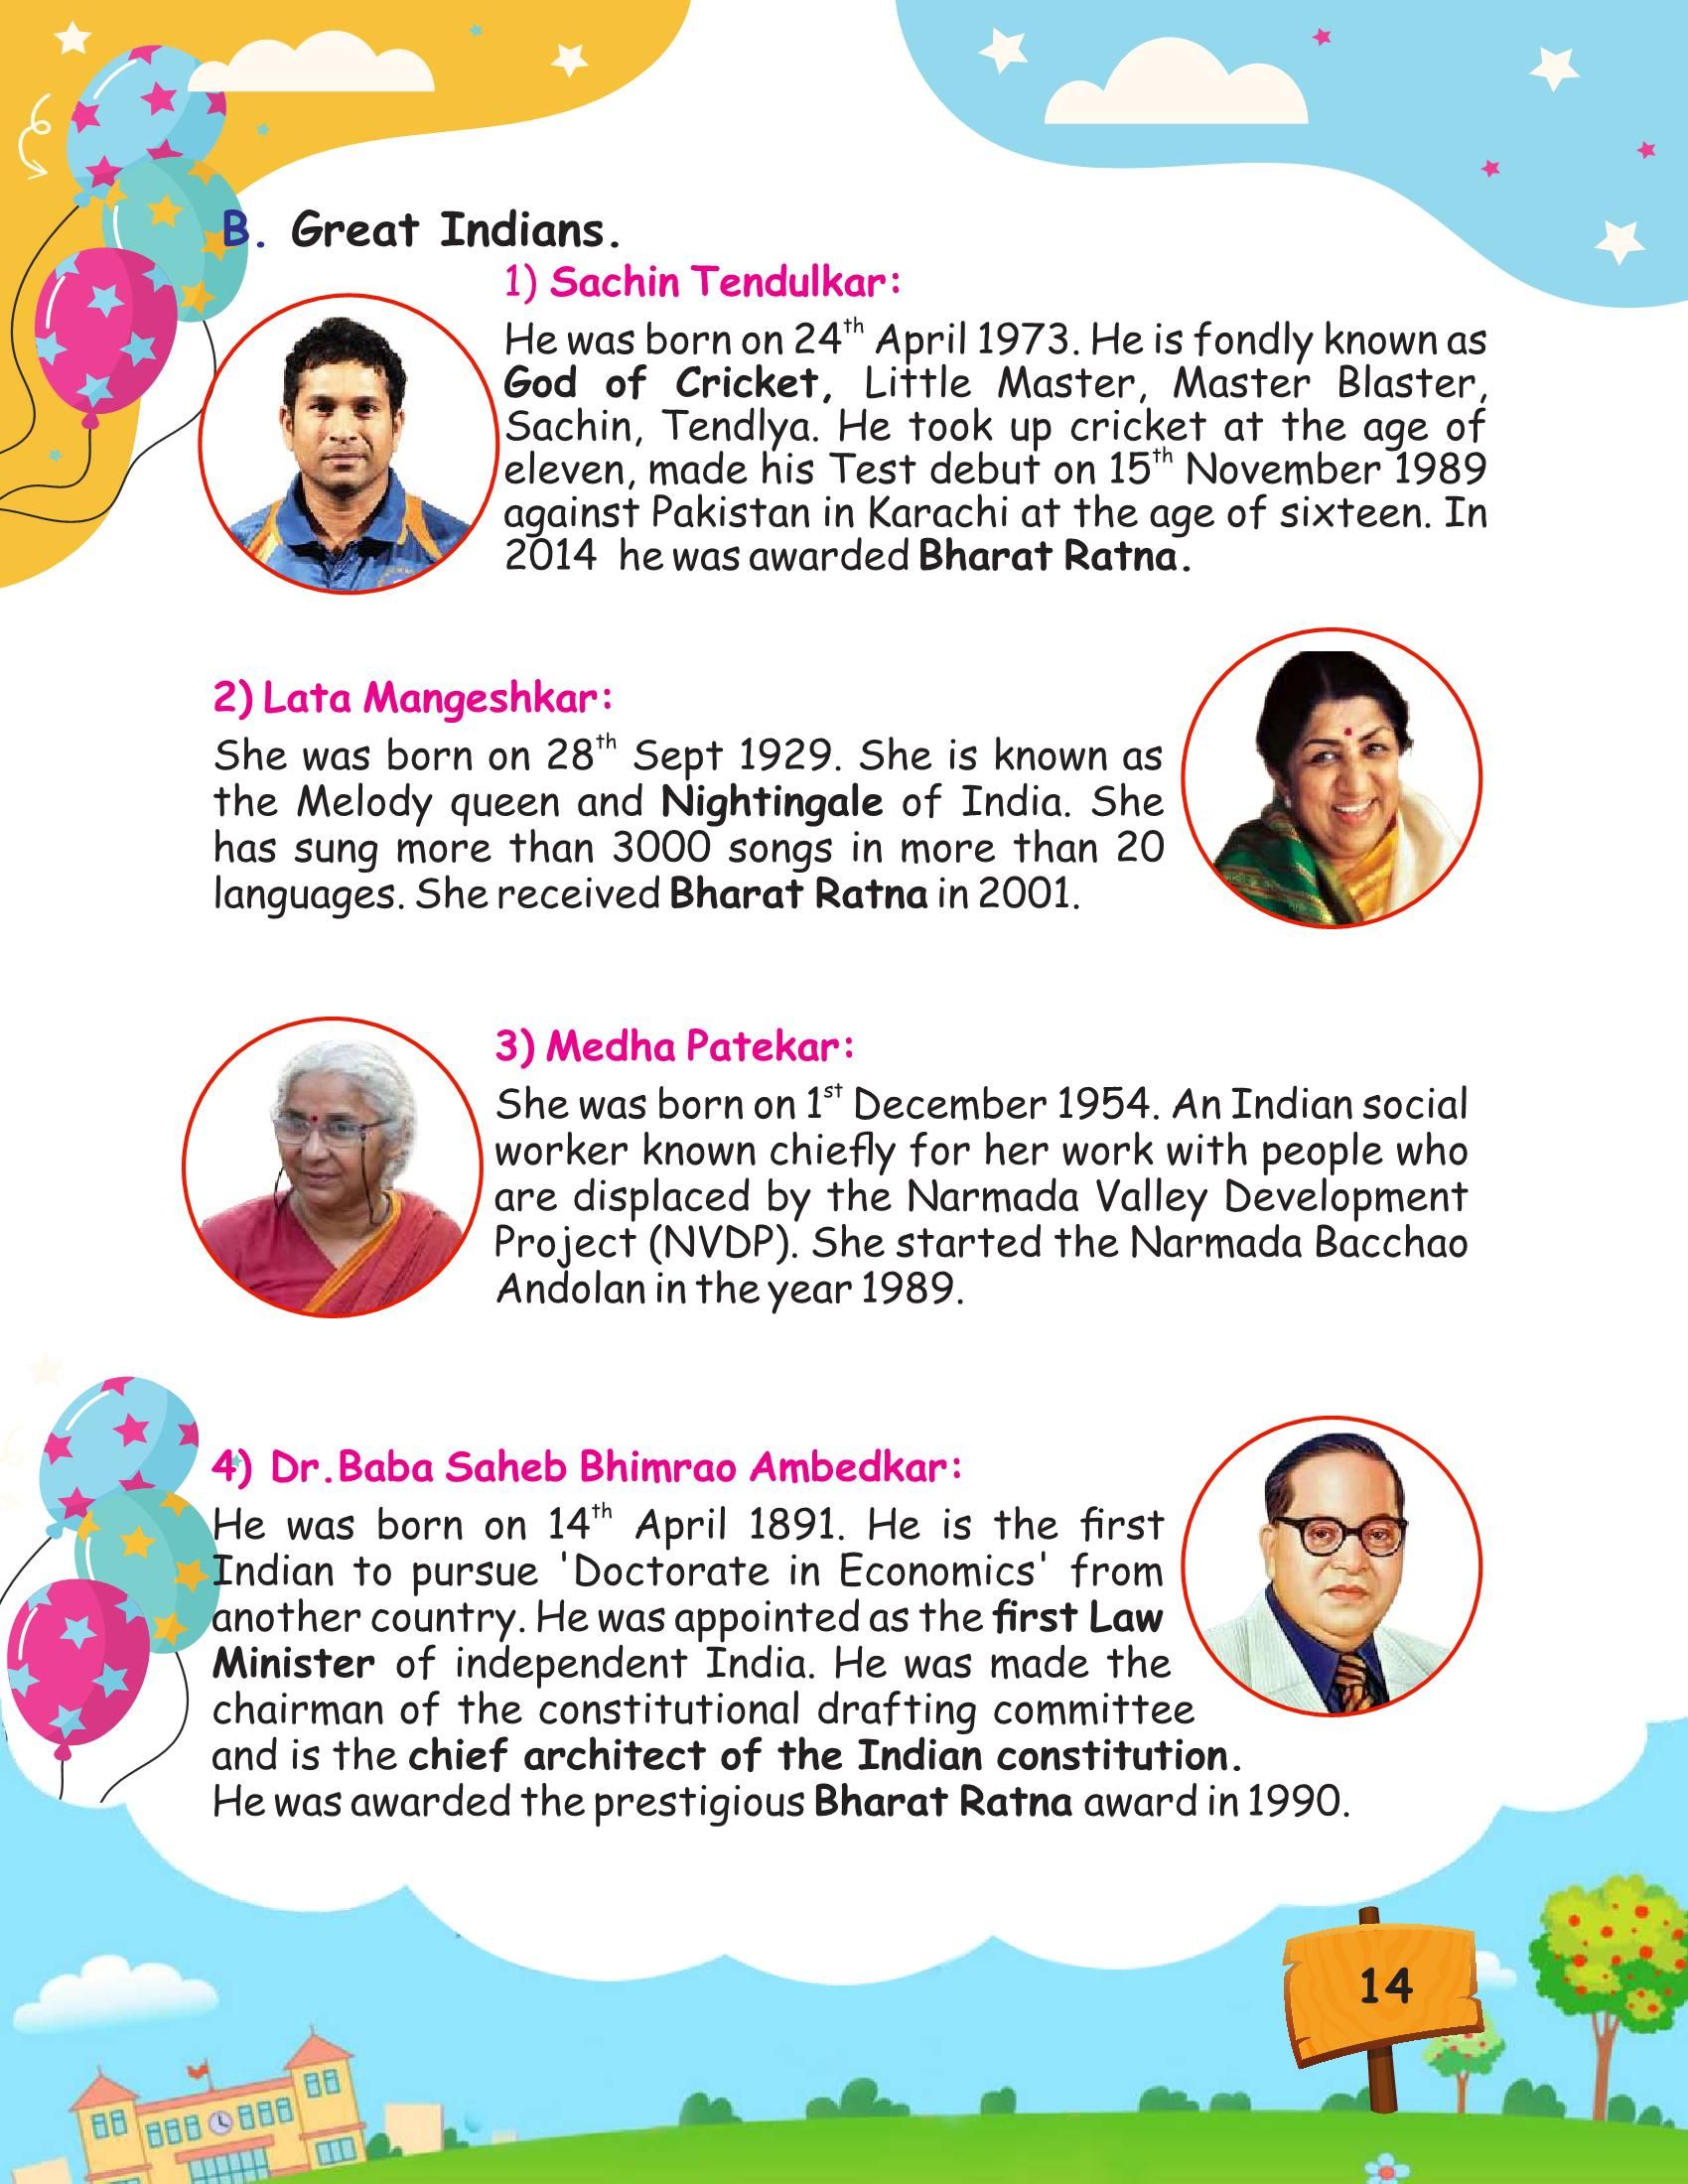 B. Great Indians.
1) Sachin Tendulkar:
He was born on 24th April 1973. He is fondly known as
God of Cricket, Little Master, Master Blaster,
Sachin, Tendlya. He took up cricket at the age of
eleven, made his Test debut on 15th November 1989
against Pakistan in Karachi at the age of sixteen. In
2014 he was awarded Bharat Ratna.
2) Lata Mangeshkar:
She was born on 28th Sept 1929. She is known as
the Melody queen and Nightingale of India. She
has sung more than 3000 songs in more than 20
languages. She received Bharat Ratna in 2001.
3) Medha Patekar:
She was born on 1st December 1954. An Indian social
worker known chiefly for her work with people who
are displaced by the Narmada Valley Development
Project (NVDP). She started the Narmada Bacchao
Andolan in the year 1989.
4) Dr.Baba Saheb Bhimrao Ambedkar:
He was born on 14th April 1891. He is the first
Indian to pursue 'Doctorate in Economics' from
another country. He was appointed as the first Law
Minister of independent India. He was made the
chairman of the constitutional drafting committee
and is the chief architect of the Indian constitution.
He was awarded the prestigious Bharat Ratna award in 1990.
14